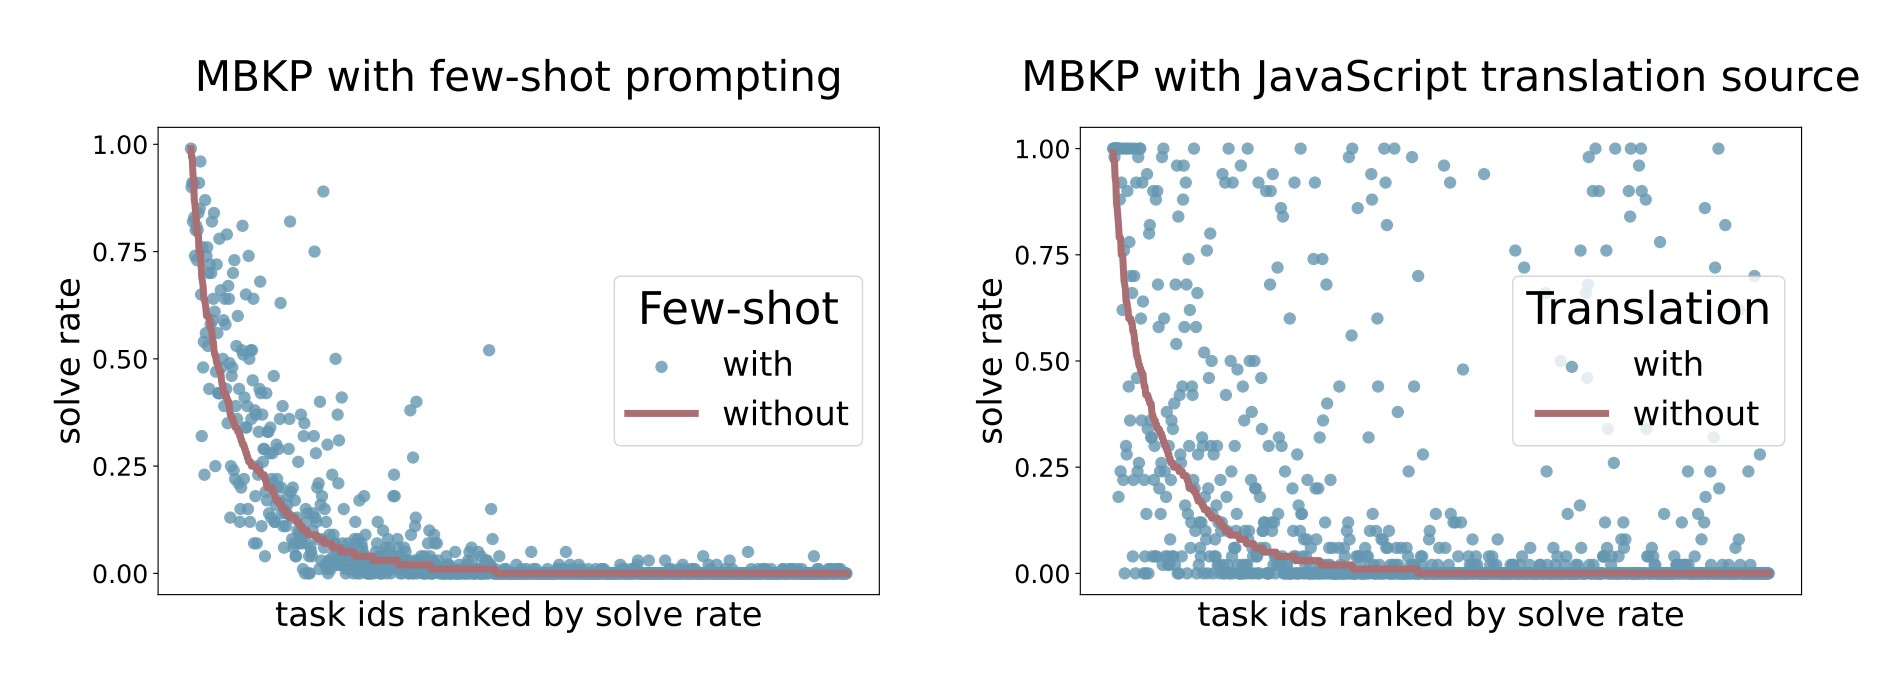 MBKP with few-shot prompting
1.00
0.75
0.50
0.25
0.00
solve rate
Few-shot
with
without
task ids ranked by solve rate
MBKP with JavaScript translation source
1.00
0.75
0.50
0.25
0.00
solve rate
Translation
with
without
task ids ranked by solve rate